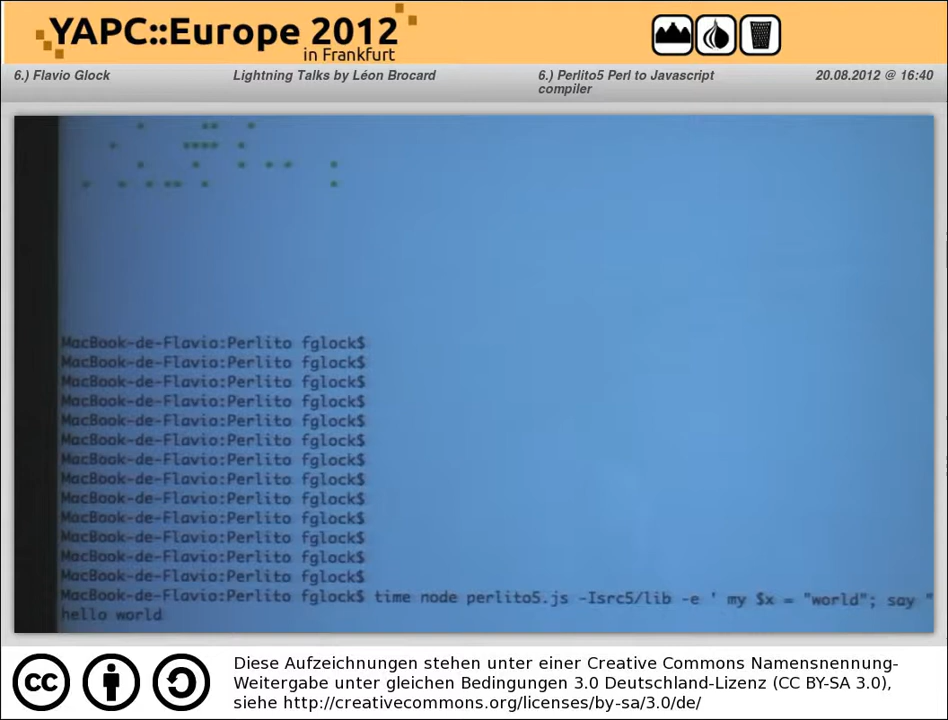 YAPC::Europe 2012
in Frankfurt
6.) Flavio Glock
Lightning Talks by Léon Brocard
6.) Perlito5 Perl to Javascript
compiler
20.08.2012 @ 16:40
MacBook-de-Flavio:Perlito fglock$
MacBook-de-Flavio:Perlito fglock$
MacBook-de-Flavio:Perlito fglock$
MacBook-de-Flavio:Perlito fglock$
MacBook-de-Flavio:Perlito fglock$
MacBook-de-Flavio:Perlito fglock$
MacBook-de-Flavio:Perlito fglock$
MacBook-de-Flavio:Perlito fglock$
MacBook-de-Flavio:Perlito fglock$
MacBook-de-Flavio:Perlito fglock$
MacBook-de-Flavio:Perlito fglock$
MacBook-de-Flavio:Perlito fglock$
MacBook-de-Flavio:Perlito fglock$
MacBook-de-Flavio:Perlito fglock$ time node perlito5.js -Isrc5/lib -e ' my $x = "world"; say "
hello world
cc
Diese Aufzeichnungen stehen unter einer Creative Commons Namensnennung-
Weitergabe unter gleichen Bedingungen 3.0 Deutschland-Lizenz (CC BY-SA 3.0),
siehe http://creativecommons.org/licenses/by-sa/3.0/de/